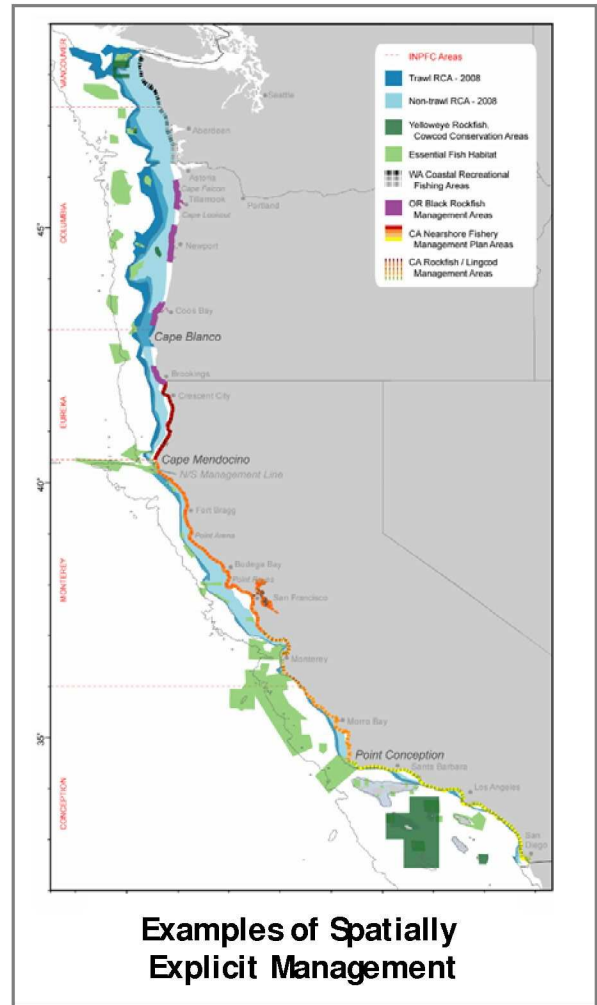 INPFC Areas
Trawl RCA - 2008
Non-trawl RCA - 2008
Yelloweye Rockfish,
Cowcod Conservation Areas
Essential Fish Habitat
WA Coastal Recreational
Fishing Areas
OR Black Rockfish
Management Areas
CA Nearshore Fishery
Management Plan Areas
CA Rockfish / Lingcod
Management Areas
VANCOUVER
Seattle
Aberdeen
Astoria
Cape Falcon
Tillamook
Cape Lookout
Portland
COLUMBIA
45°
Newport
Coos Bay
Cape Blanco
Brookings
Crescent City
EUREKA
Cape Mendocino
N/S Management Line
40°
Fort Bragg
Point Arena
Bodega Bay
Point Reyes
San Francisco
MONTEREY
Monterey
35°
Morro Bay
Point Conception
Santa Barbara
Los Angeles
CONCEPTION
San
Diego
Examples of Spatially
Explicit Management